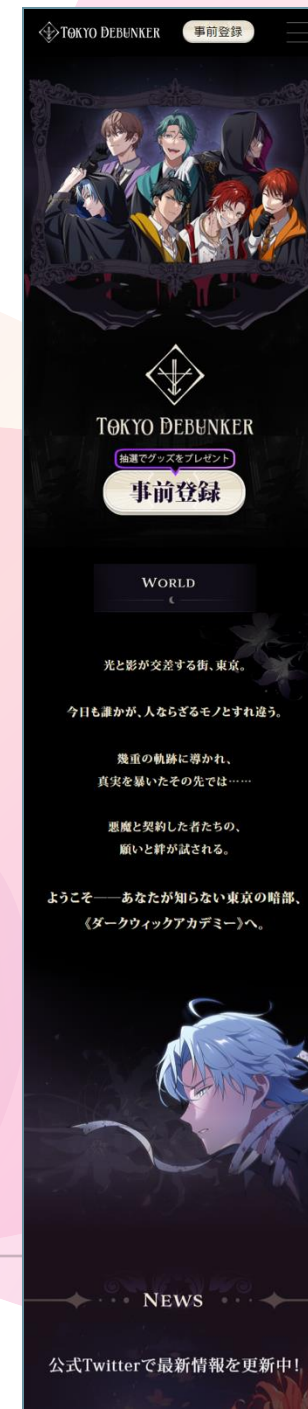 TOKYO DEBUNKER
事前登録
TOKYO DEBUNKER
抽選でグッズをプレゼント
事前登録
WORLD
光と影が交差する街、東京。
今日も誰かが、人ならざるモノとすれ違う。
幾重の軌跡に導かれ、
真実を暴いたその先では……
悪魔と契約した者たちの、
願いと絆が試される。
ようこそ──あなたが知らない東京の暗部、
《ダークウィックアカデミー》へ。
NEWS
公式Twitterで最新情報を更新中!